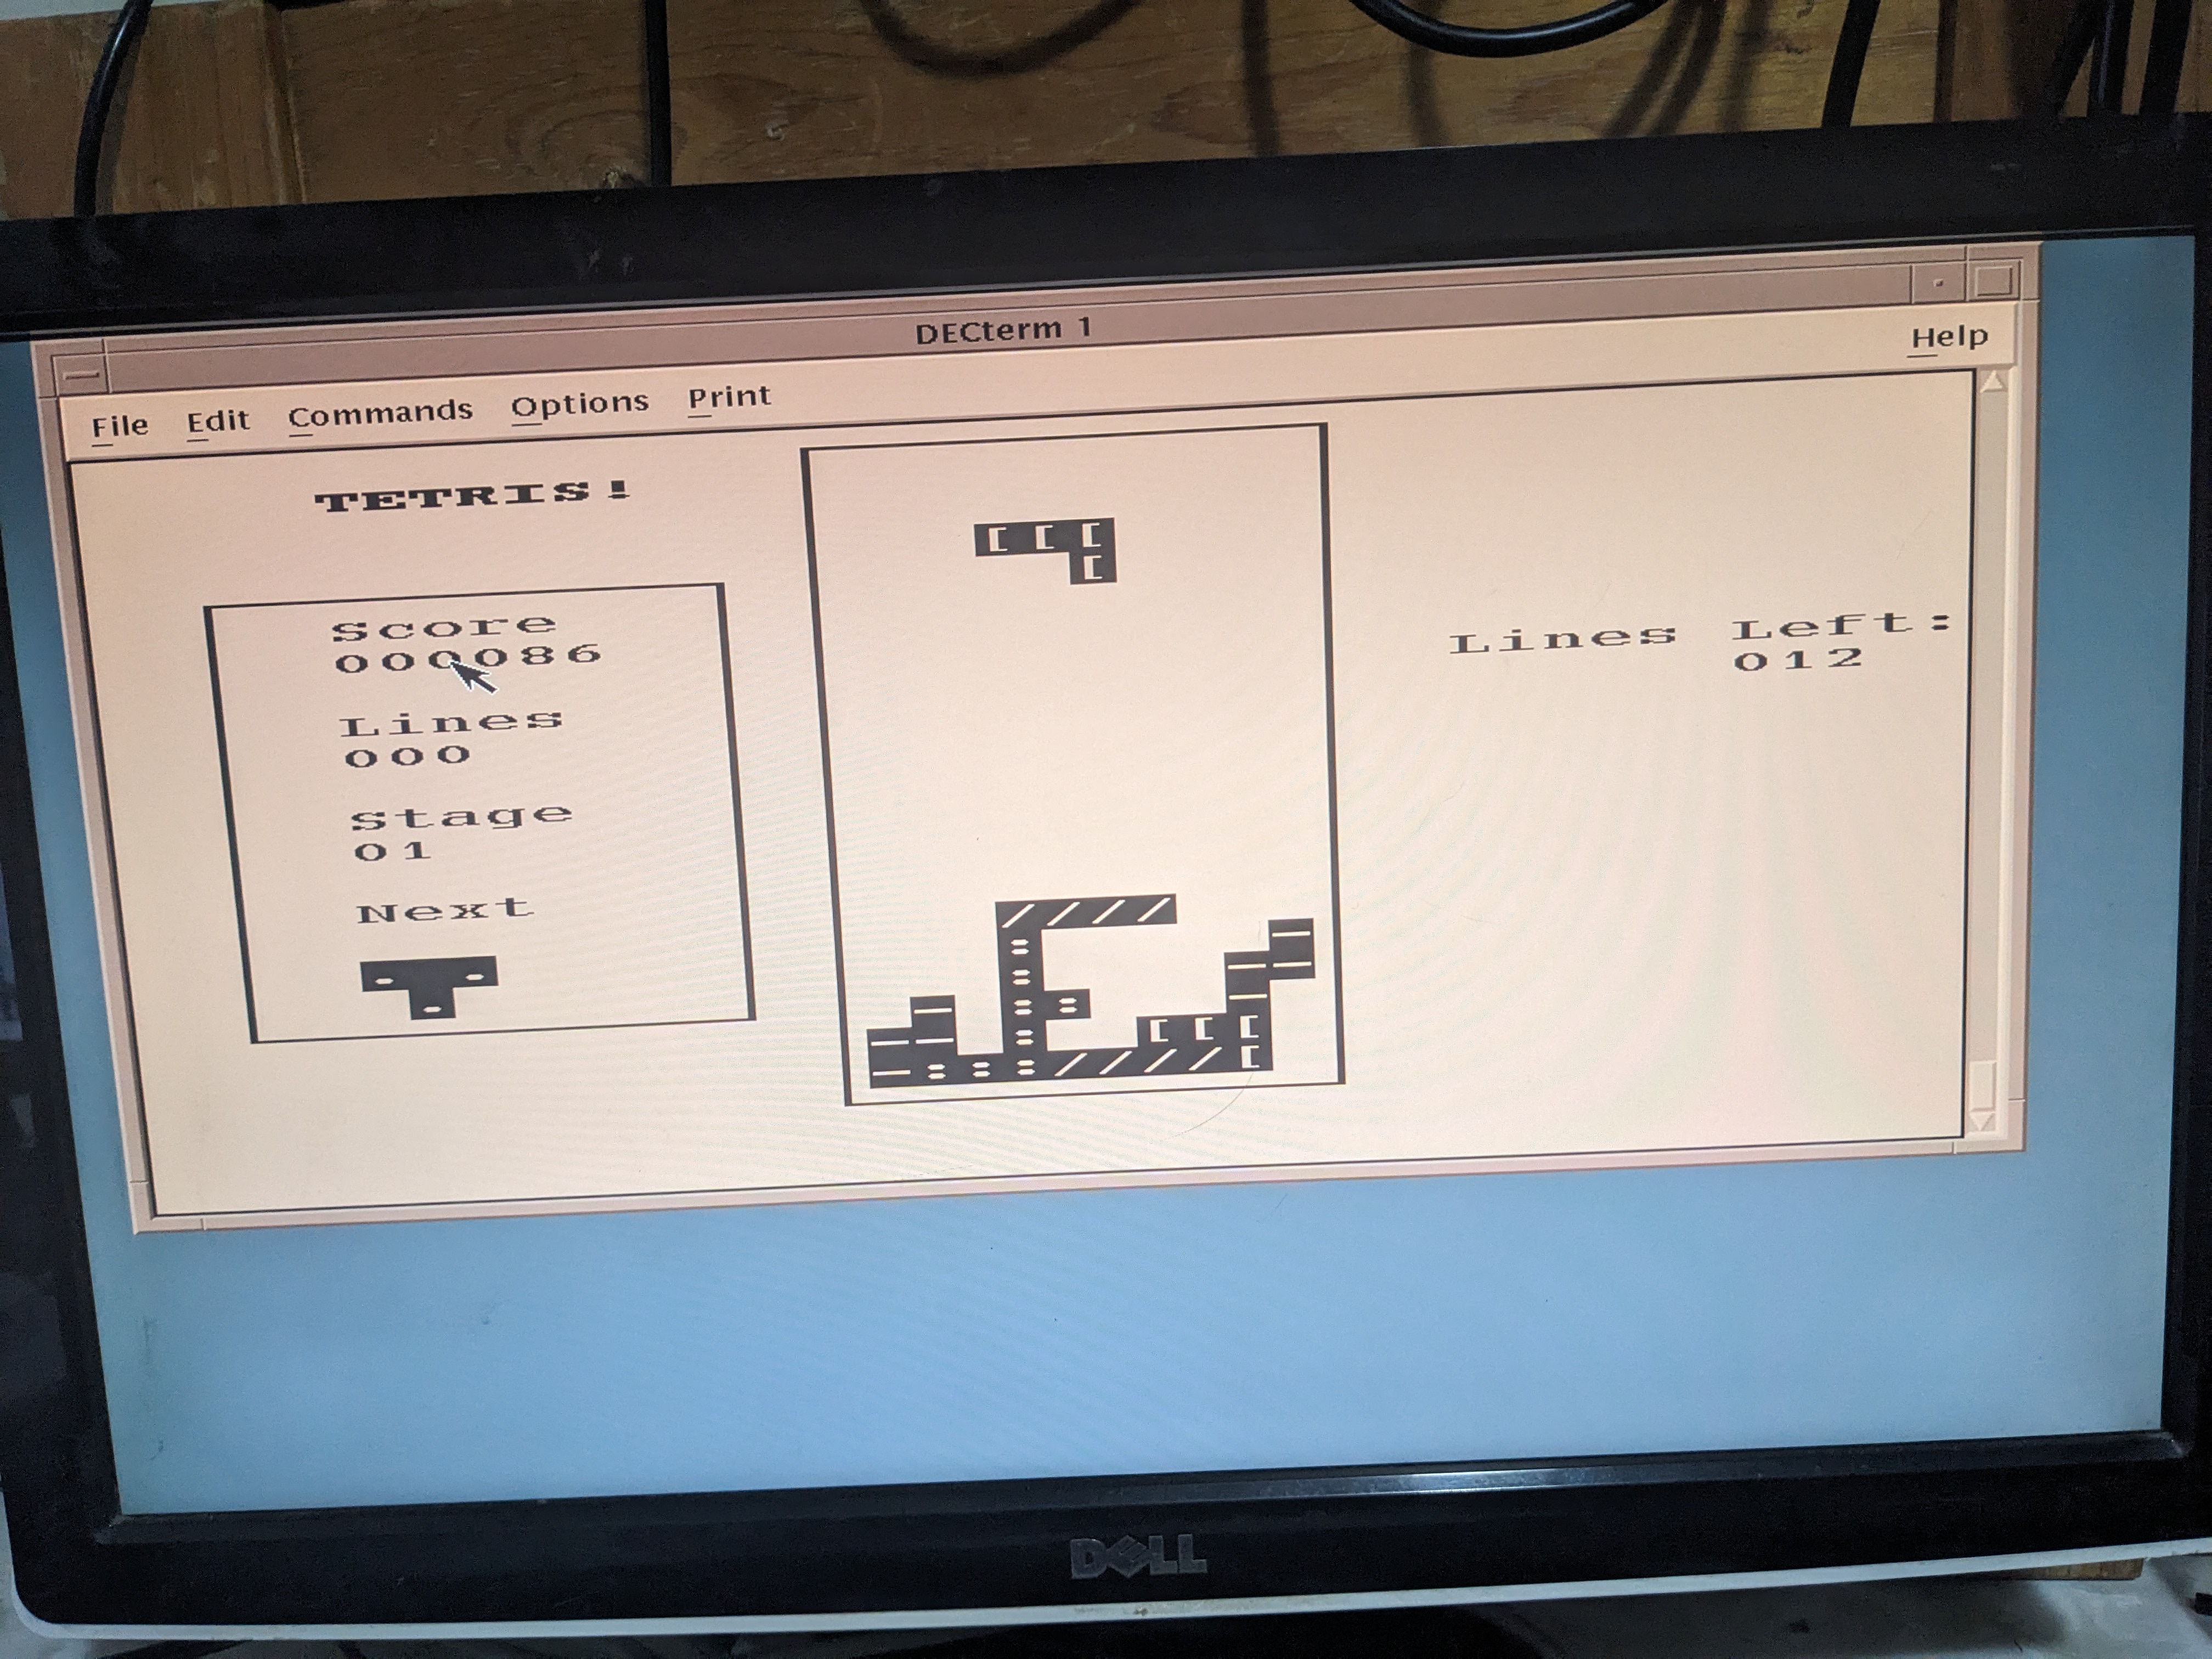 DECterm 1
File Edit Commands Options Print Help
TETRIS!
Score
000086
Lines
000
Stage
01
Next
Lines Left:
012
[ [ [
[
/ / / /
[ [ [
/ / / / [
DELL